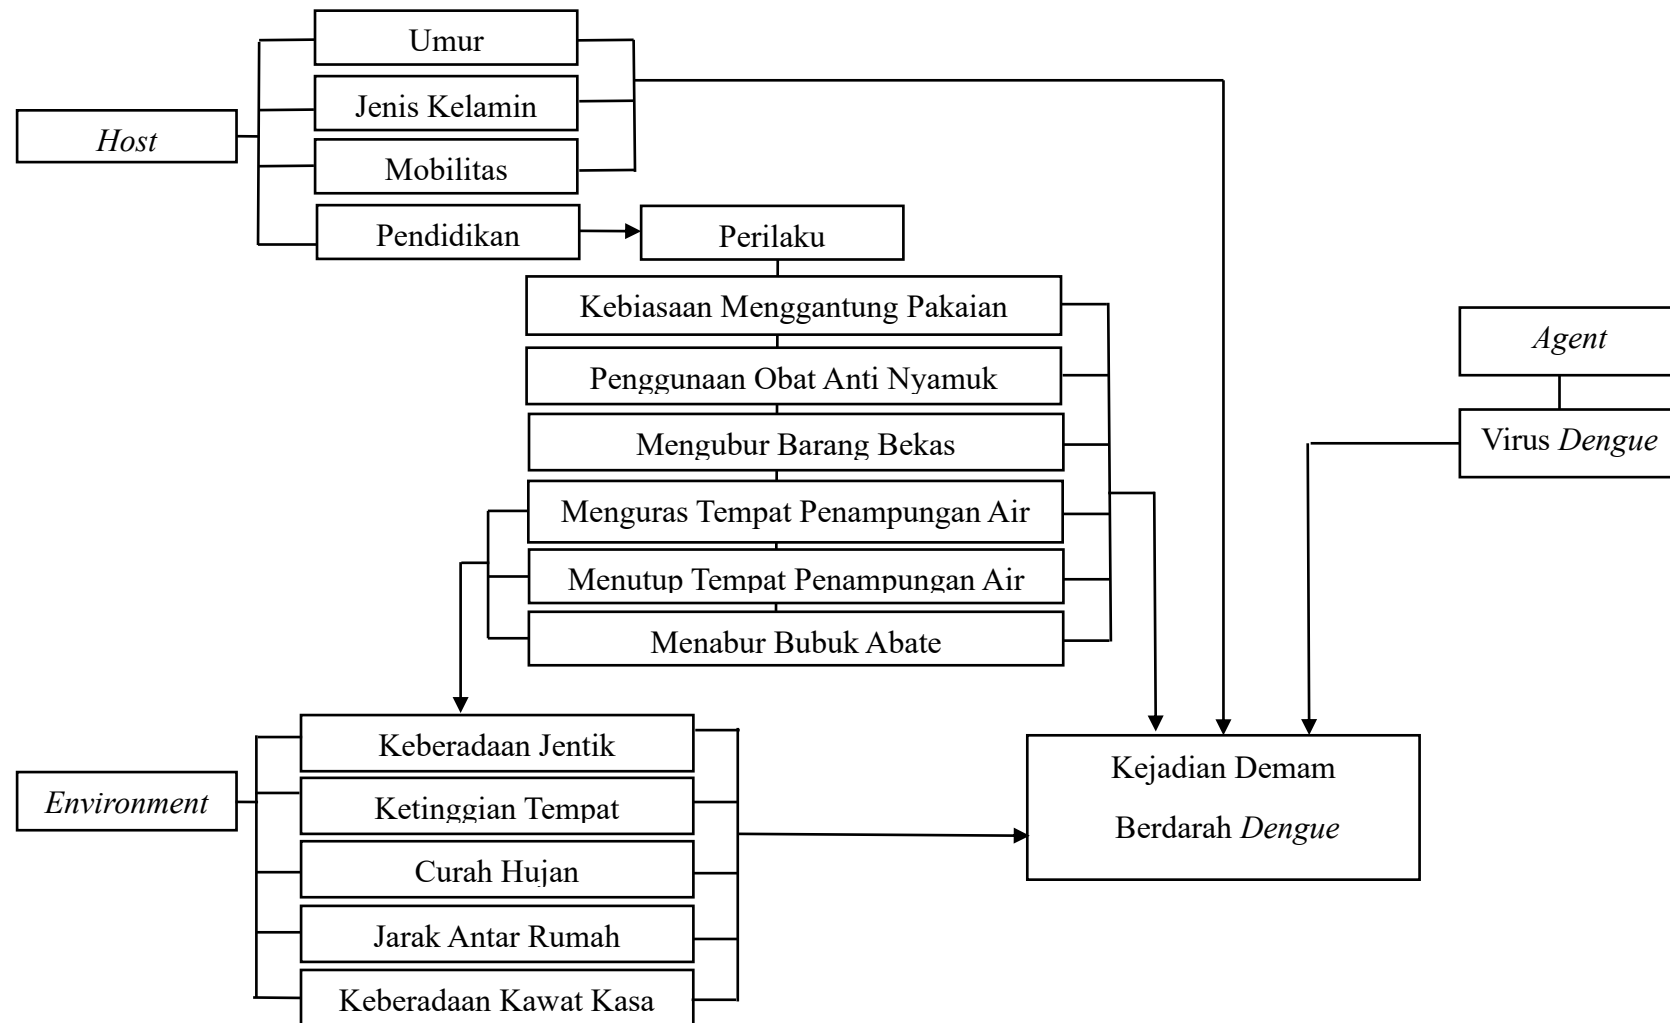 Umur
Jenis Kelamin
Host
Mobilitas
Pendidikan
Perilaku
Kebiasaan Menggantung Pakaian
Penggunaan Obat Anti Nyamuk
Mengubur Barang Bekas
Menguras Tempat Penampungan Air
Menutup Tempat Penampungan Air
Menabur Bubuk Abate
Agent
Virus Dengue
Keberadaan Jentik
Environment
Ketinggian Tempat
Curah Hujan
Jarak Antar Rumah
Keberadaan Kawat Kasa
Kejadian Demam
Berdarah Dengue